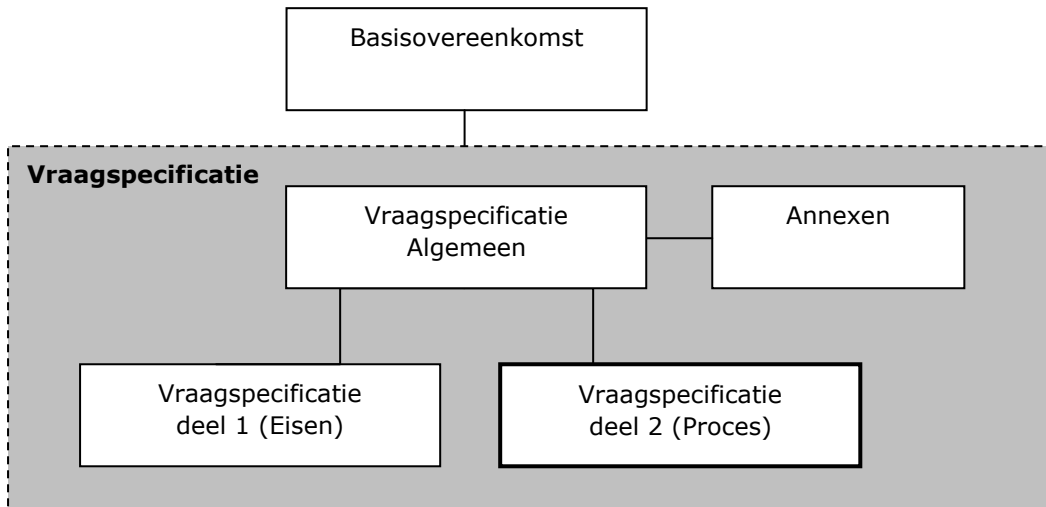 Basisovereenkomst
Vraagspecificatie
Vraagspecificatie
Algemeen
Annexen
Vraagspecificatie
deel 1 (Eisen)
Vraagspecificatie
deel 2 (Proces)